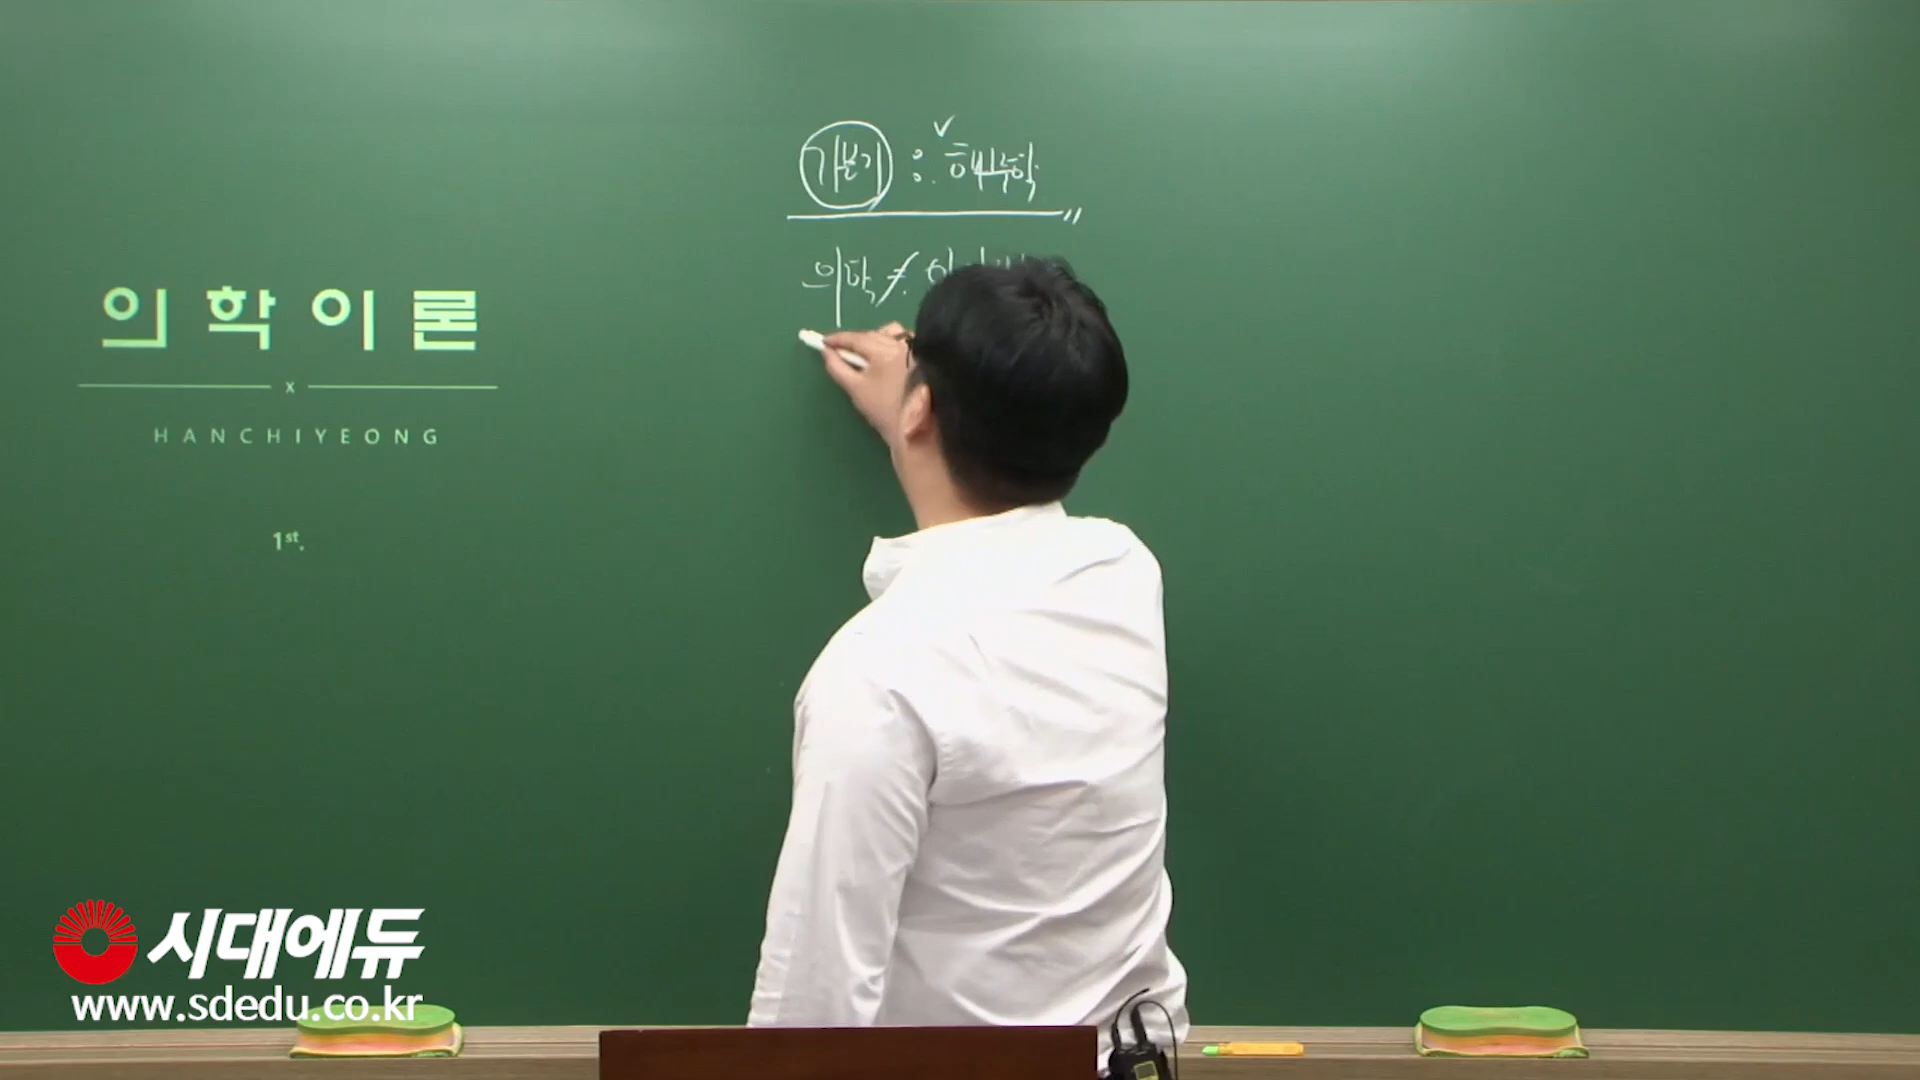 기본기 : 해부학
의학 ≠
의학이론
x
HANCHIYEONG
1st.
시대에듀
www.sdedu.co.kr